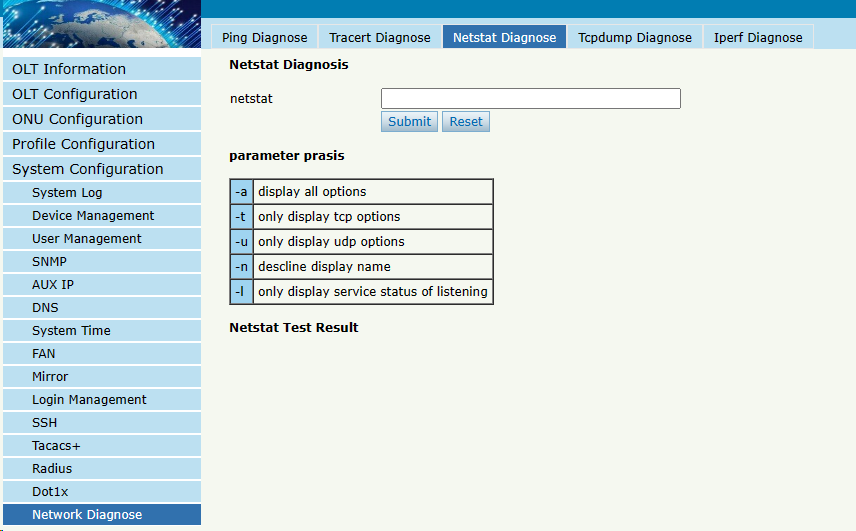 Ping Diagnose
Tracert Diagnose
Netstat Diagnose
Tcpdump Diagnose
Iperf Diagnose
OLT Information
OLT Configuration
ONU Configuration
Profile Configuration
System Configuration
System Log
Device Management
User Management
SNMP
AUX IP
DNS
System Time
FAN
Mirror
Login Management
SSH
Tacacs+
Radius
Dot1x
Network Diagnose
Netstat Diagnosis
netstat
Submit Reset
parameter prasis
-a display all options
-t only display tcp options
-u only display udp options
-n descline display name
-l only display service status of listening
Netstat Test Result